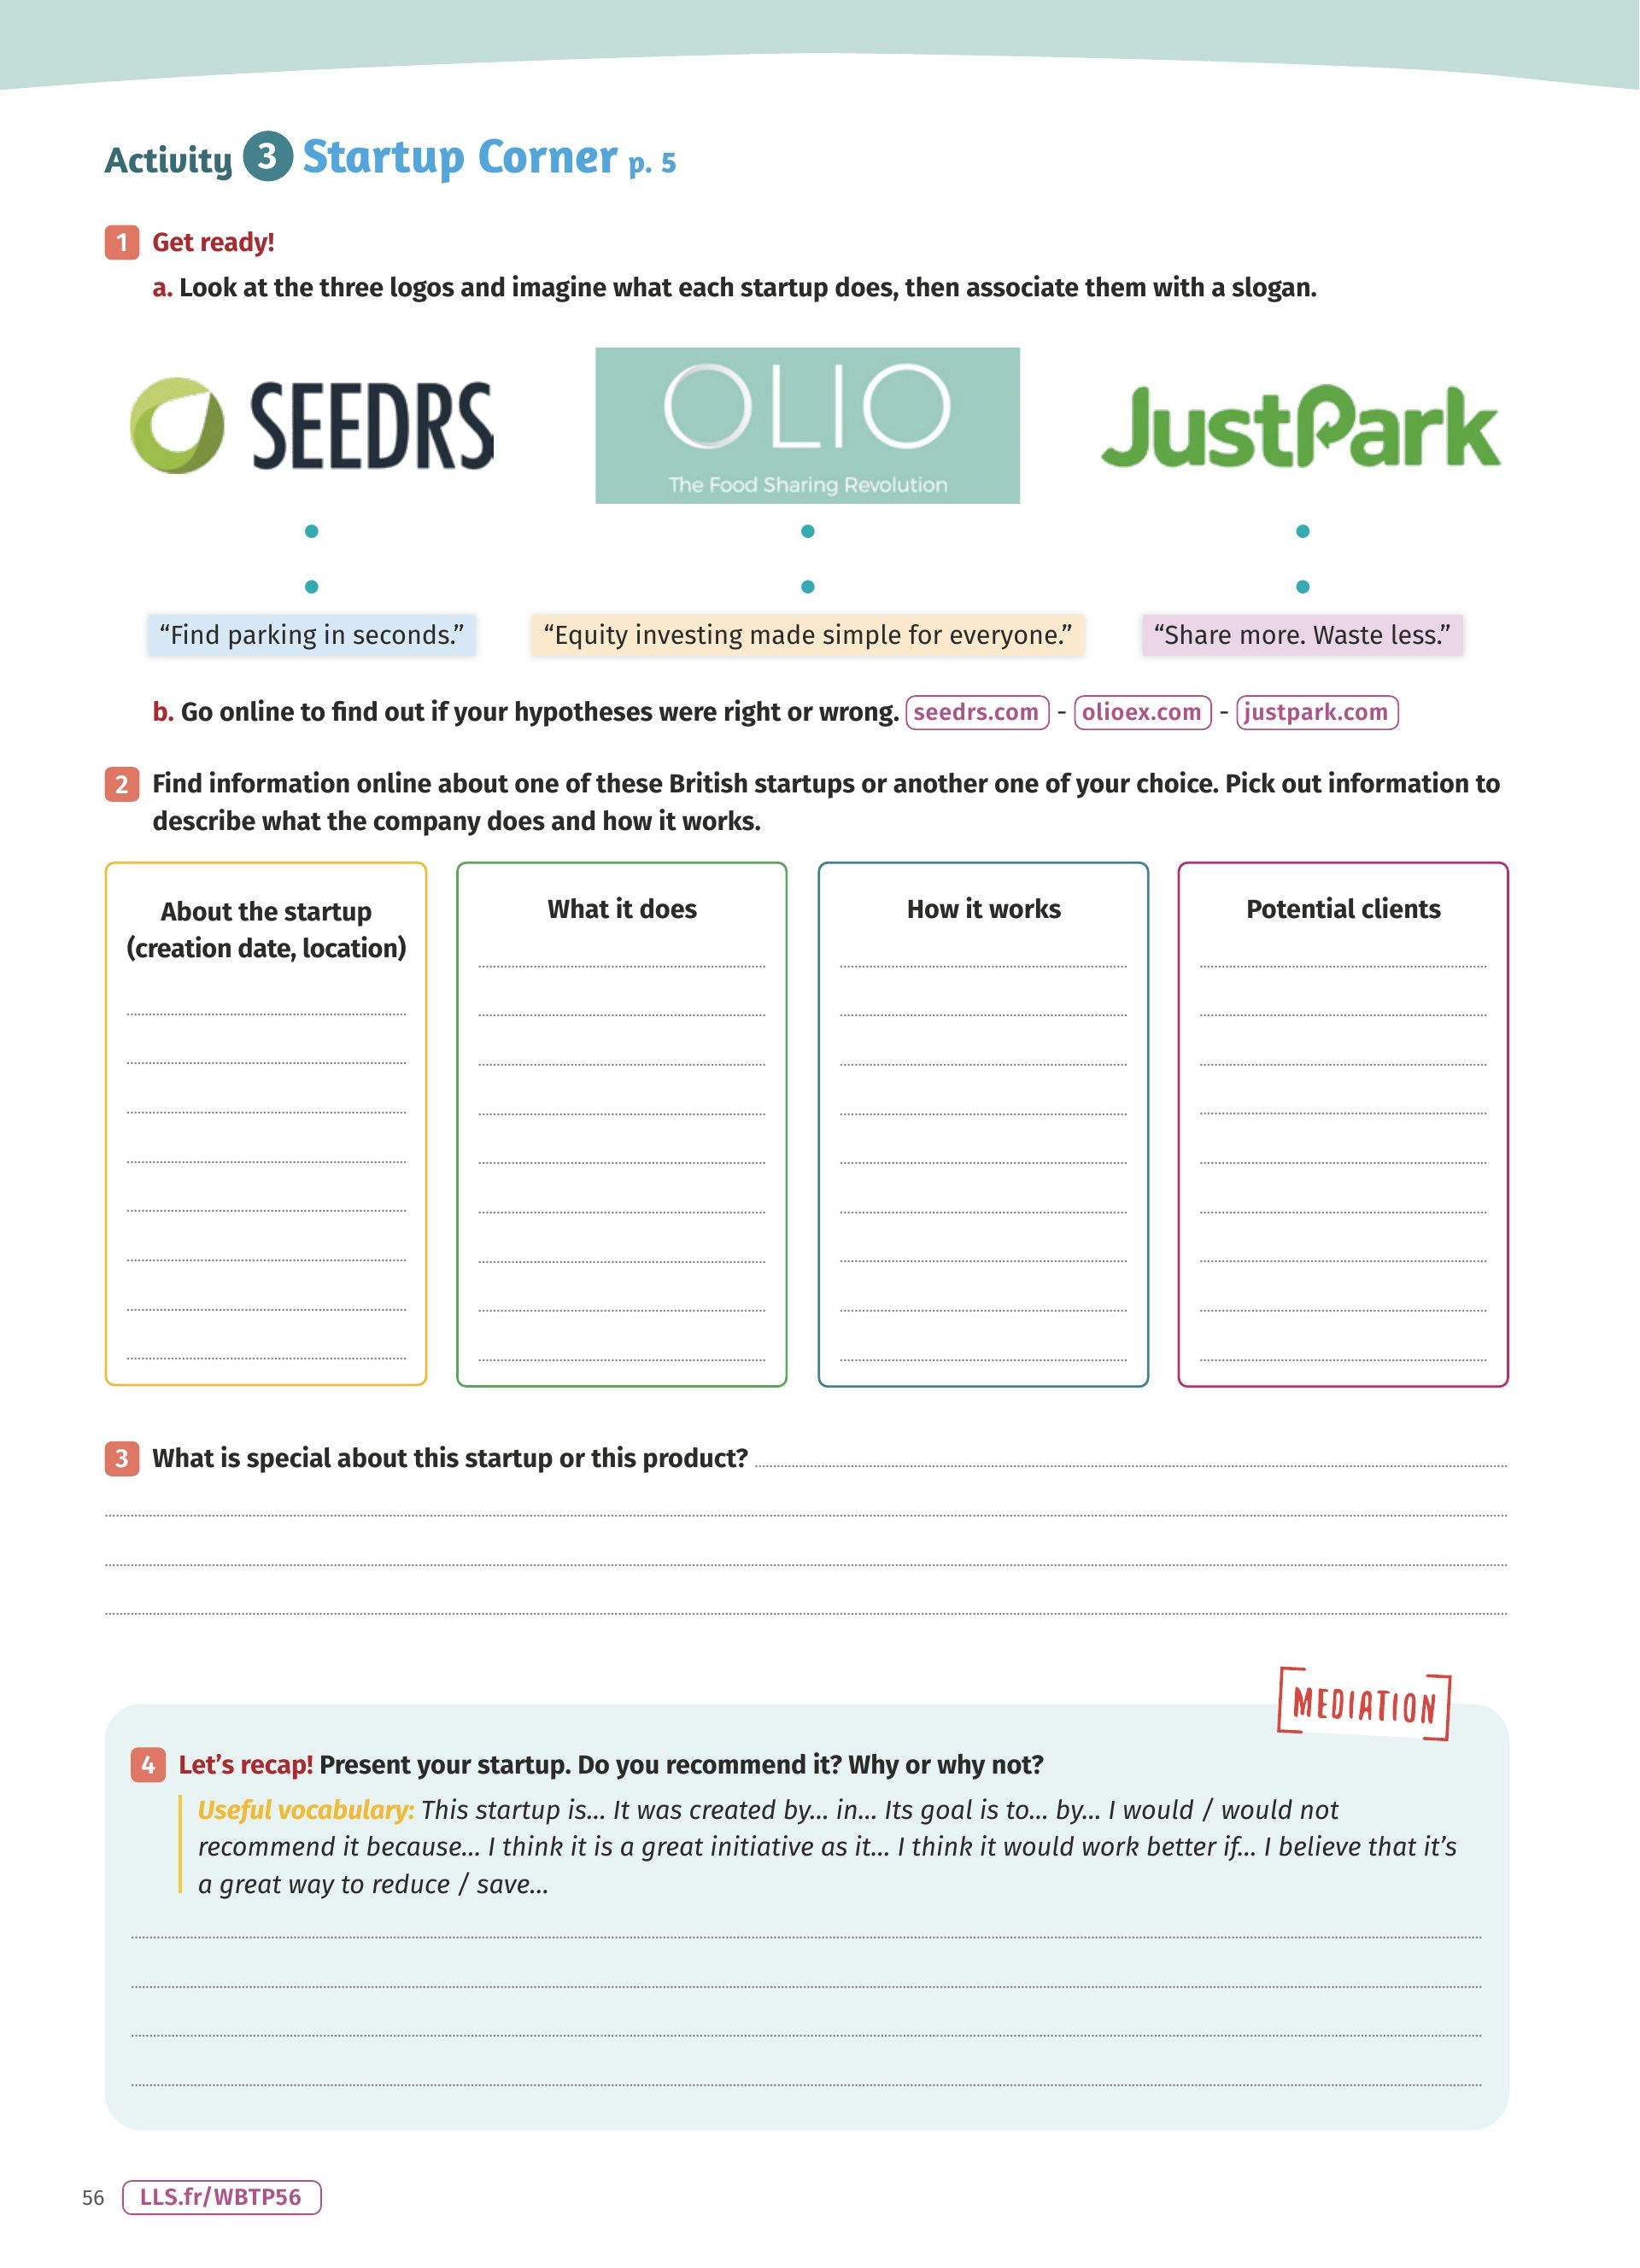 Activity 3 Startup Corner p. 5
1 Get ready!
a. Look at the three logos and imagine what each startup does, then associate them with a slogan.
SEEDRS
OLIO
The Food Sharing Revolution
JustPark
“Find parking in seconds.”
“Equity investing made simple for everyone.”
“Share more. Waste less.”
b. Go online to find out if your hypotheses were right or wrong. seedrs.com - olioex.com - justpark.com
2 Find information online about one of these British startups or another one of your choice. Pick out information to
describe what the company does and how it works.
About the startup
(creation date, location)
What it does
How it works
Potential clients
3 What is special about this startup or this product?
MEDIATION
4 Let’s recap! Present your startup. Do you recommend it? Why or why not?
Useful vocabulary: This startup is... It was created by... in... Its goal is to... by... I would / would not
recommend it because... I think it is a great initiative as it... I think it would work better if... I believe that it’s
a great way to reduce / save...
56 LLS.fr/WBTP56